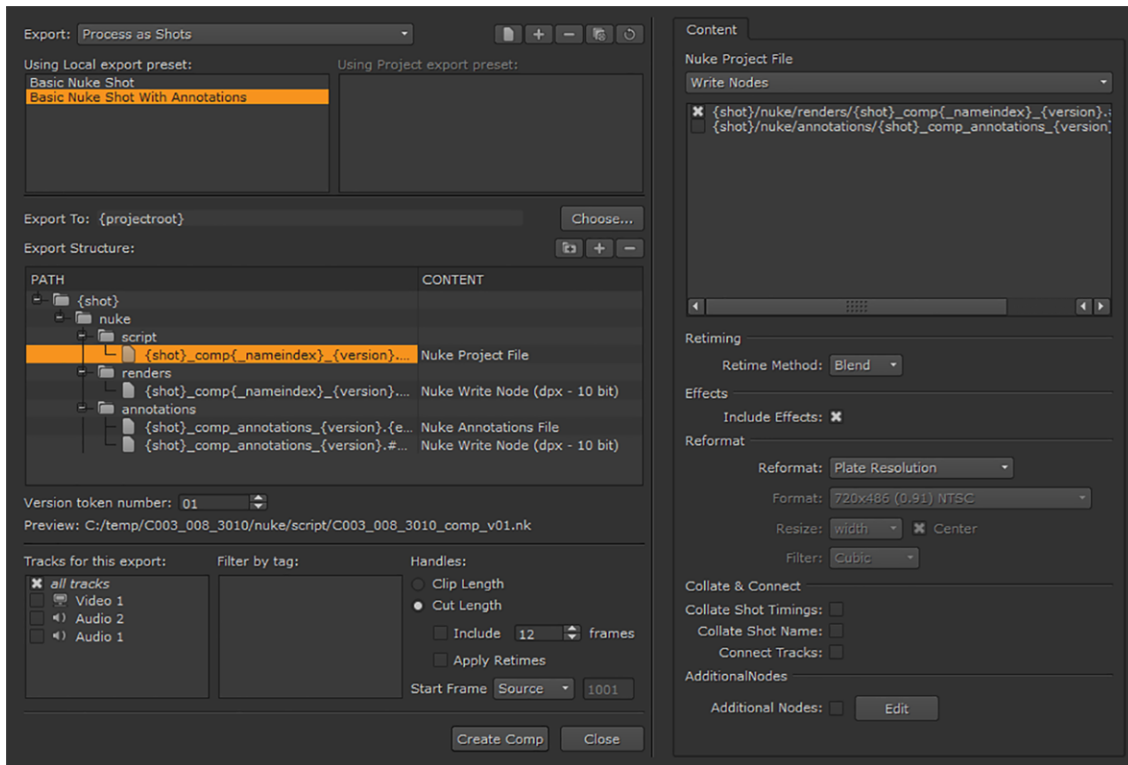 Export: Process as Shots
Using Local export preset:
Using Project export preset:
Basic Nuke Shot
Basic Nuke Shot With Annotations
Export To: {projectroot}
Choose...
Export Structure:
PATH CONTENT
{shot}
nuke
script
{shot}_comp{_nameindex}_{version}.... Nuke Project File
renders
{shot}_comp{_nameindex}_{version}.... Nuke Write Node (dpx - 10 bit)
annotations
{shot}_comp_annotations_{version}.{e... Nuke Annotations File
{shot}_comp_annotations_{version}.#... Nuke Write Node (dpx - 10 bit)
Version token number: 01
Preview: C:/temp/C003_008_3010/nuke/script/C003_008_3010_comp_v01.nk
Tracks for this export:
all tracks
Video 1
Audio 2
Audio 1
Filter by tag:
Handles:
Clip Length
Cut Length
Include 12 frames
Apply Retimes
Start Frame Source 1001
Create Comp Close
Content
Nuke Project File
Write Nodes
{shot}/nuke/renders/{shot}_comp{_nameindex}_{version}.#
{shot}/nuke/annotations/{shot}_comp_annotations_{version}
Retiming
Retime Method: Blend
Effects
Include Effects:
Reformat
Reformat: Plate Resolution
Format: 720x486 (0.91) NTSC
Resize: width Center
Filter: Cubic
Collate & Connect
Collate Shot Timings:
Collate Shot Name:
Connect Tracks:
AdditionalNodes
Additional Nodes: Edit